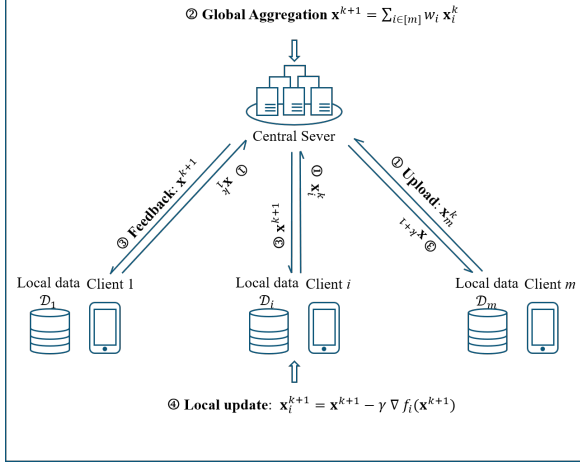 ② Global Aggregation x^{k+1} = ∑_{i∈[m]} w_i x_i^k
Central Sever
③ Feedback: x^{k+1}
① x_1^k
① x_i^k
③ x^{k+1}
① Upload: x_m^k
③ x^{k+1}
Local data Client 1
𝒟_1
Local data Client i
𝒟_i
Local data Client m
𝒟_m
④ Local update: x_i^{k+1} = x^{k+1} − γ ∇ f_i(x^{k+1})